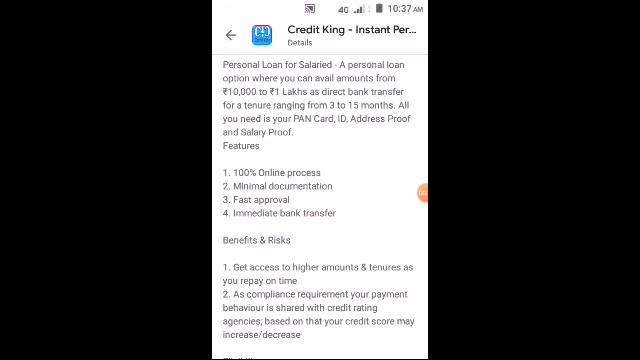 4G 10:37 AM
Credit King - Instant Per...
Details
Personal Loan for Salaried - A personal loan
option where you can avail amounts from
₹10,000 to ₹1 Lakhs as direct bank transfer
for a tenure ranging from 3 to 15 months. All
you need is your PAN Card, ID, Address Proof
and Salary Proof.
Features
1. 100% Online process
2. Minimal documentation
3. Fast approval
4. Immediate bank transfer
Benefits & Risks
1. Get access to higher amounts & tenures as
you repay on time
2. As compliance requirement your payment
behaviour is shared with credit rating
agencies; based on that your credit score may
increase/decrease